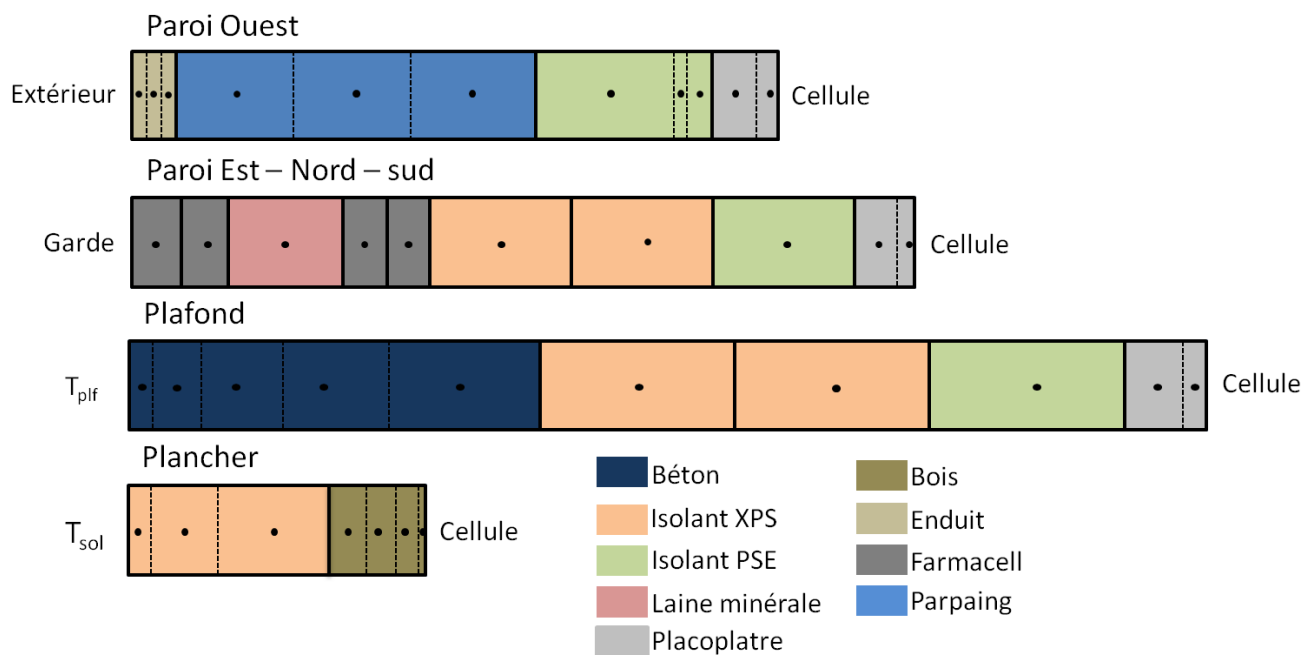 Paroi Ouest
Extérieur
Cellule
Paroi Est – Nord – sud
Garde
Cellule
Plafond
Tplf
Cellule
Plancher
Tsol
Cellule
Béton
Isolant XPS
Isolant PSE
Laine minérale
Placoplatre
Bois
Enduit
Farmacell
Parpaing